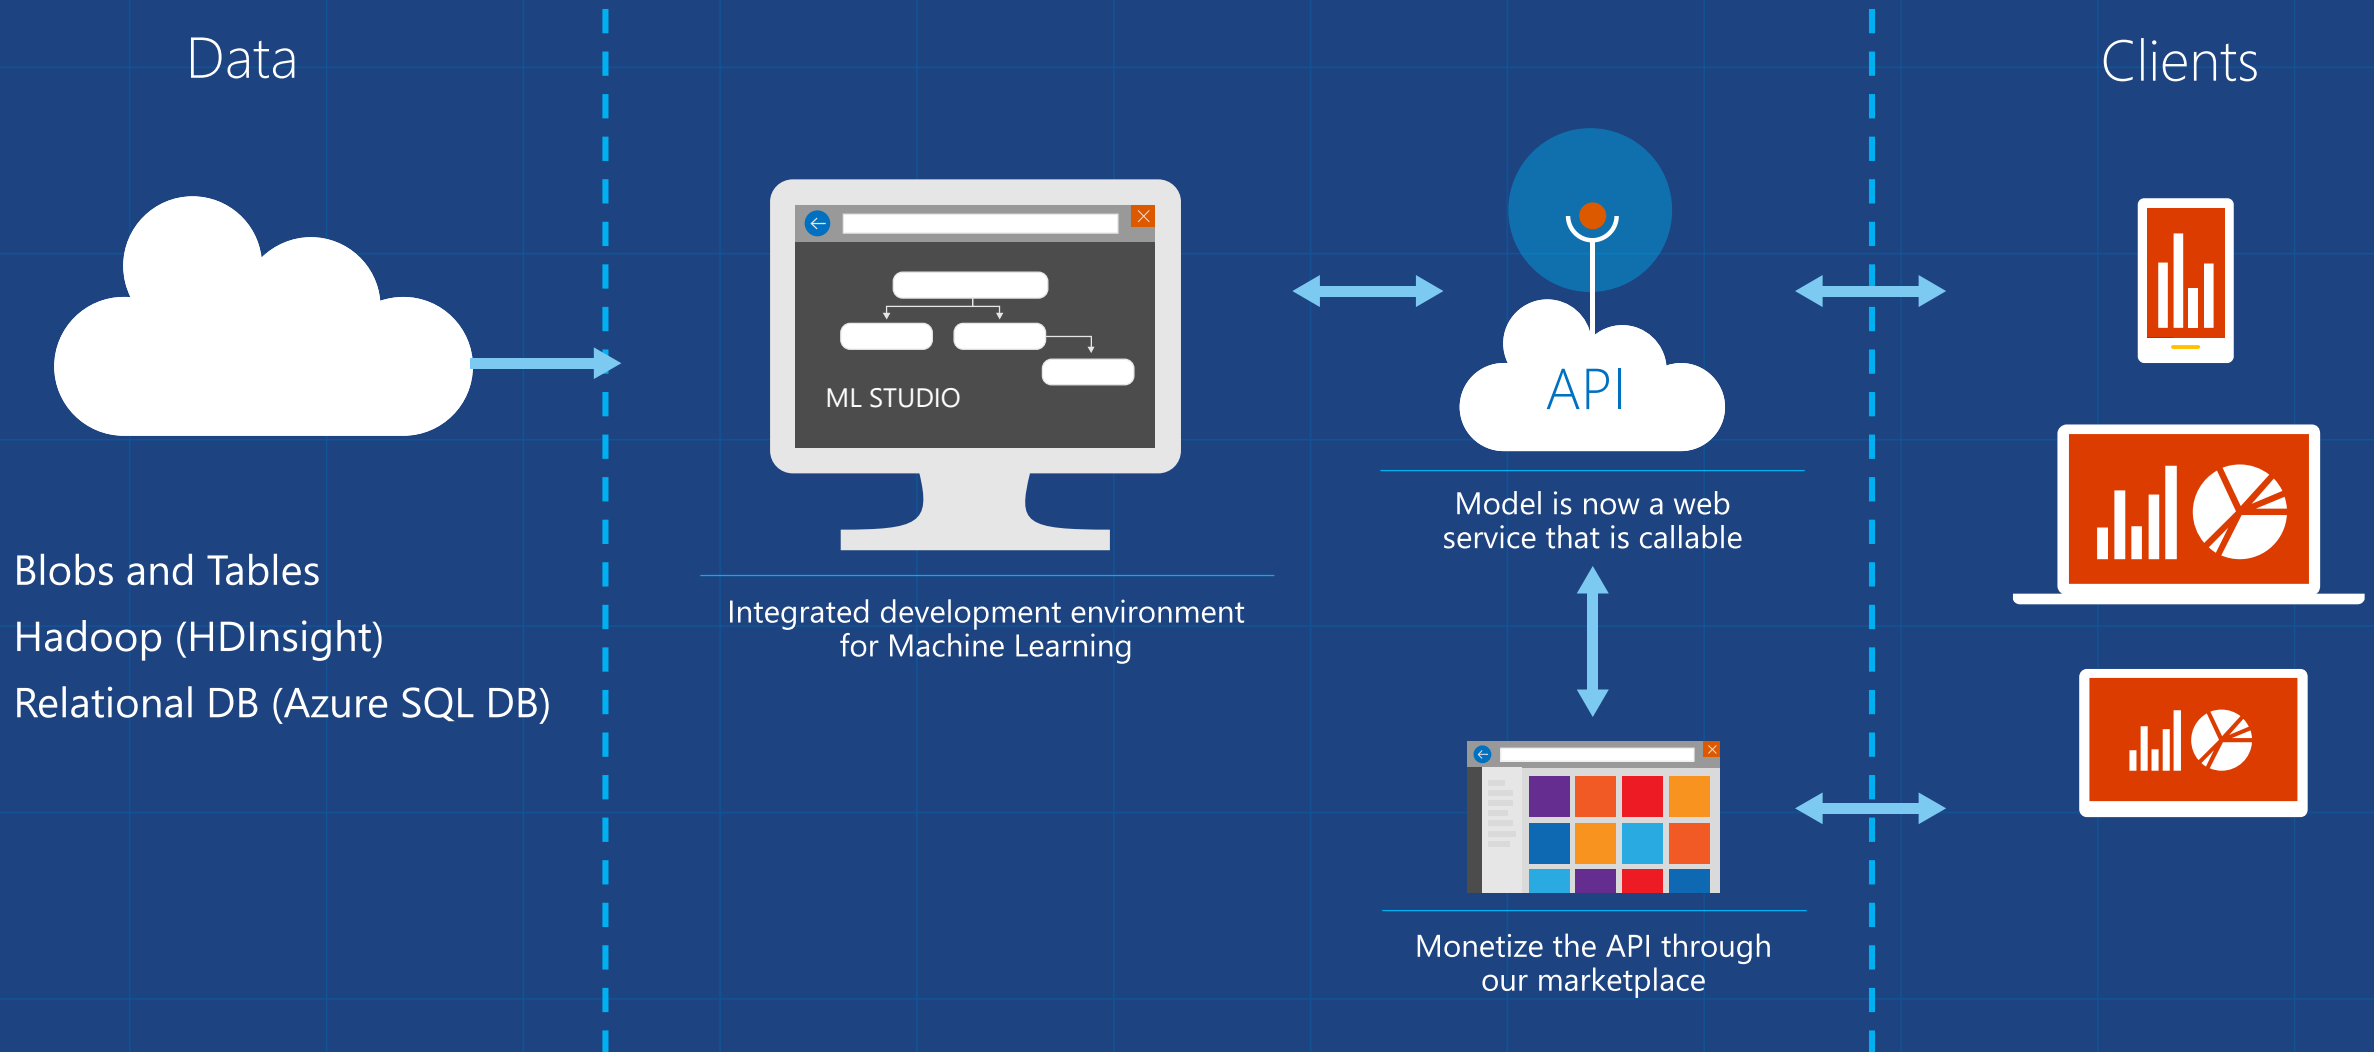 Data
Clients
ML STUDIO
API
Model is now a web
service that is callable
Blobs and Tables
Hadoop (HDInsight)
Relational DB (Azure SQL DB)
Integrated development environment
for Machine Learning
Monetize the API through
our marketplace